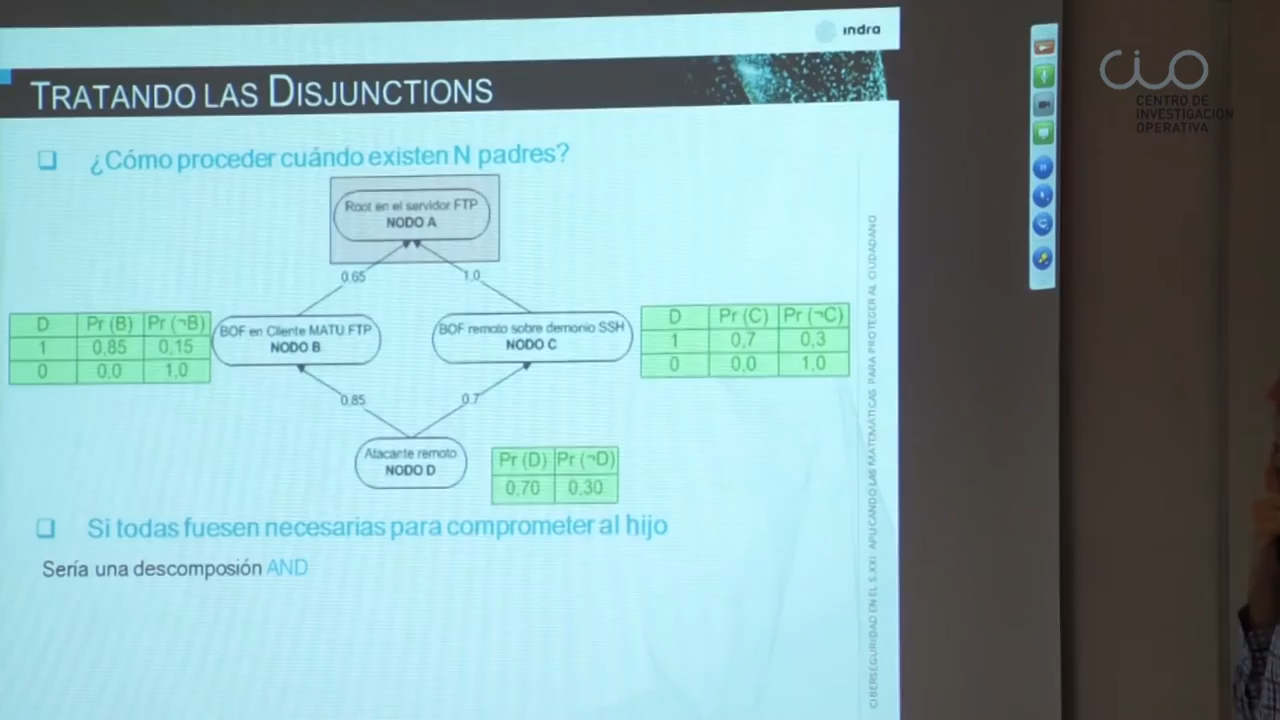 indra
TRATANDO LAS DISJUNCTIONS
¿Cómo proceder cuándo existen N padres?
Root en el servidor FTP
NODO A
0.65
1.0
D Pr (B) Pr (¬B)
1 0,85 0,15
0 0,0 1,0
BOF en Cliente MATU FTP
NODO B
BOF remoto sobre demonio SSH
NODO C
D Pr (C) Pr (¬C)
1 0,7 0,3
0 0,0 1,0
0.85
0.7
Atacante remoto
NODO D
Pr (D) Pr (¬D)
0,70 0,30
Si todas fuesen necesarias para comprometer al hijo
Sería una descomposión AND
CIBERSEGURIDAD EN EL S.XXI APLICANDO LAS MATEMÁTICAS PARA PROTEGER AL CIUDADANO
CIO
CENTRO DE
INVESTIGACIÓN
OPERATIVA